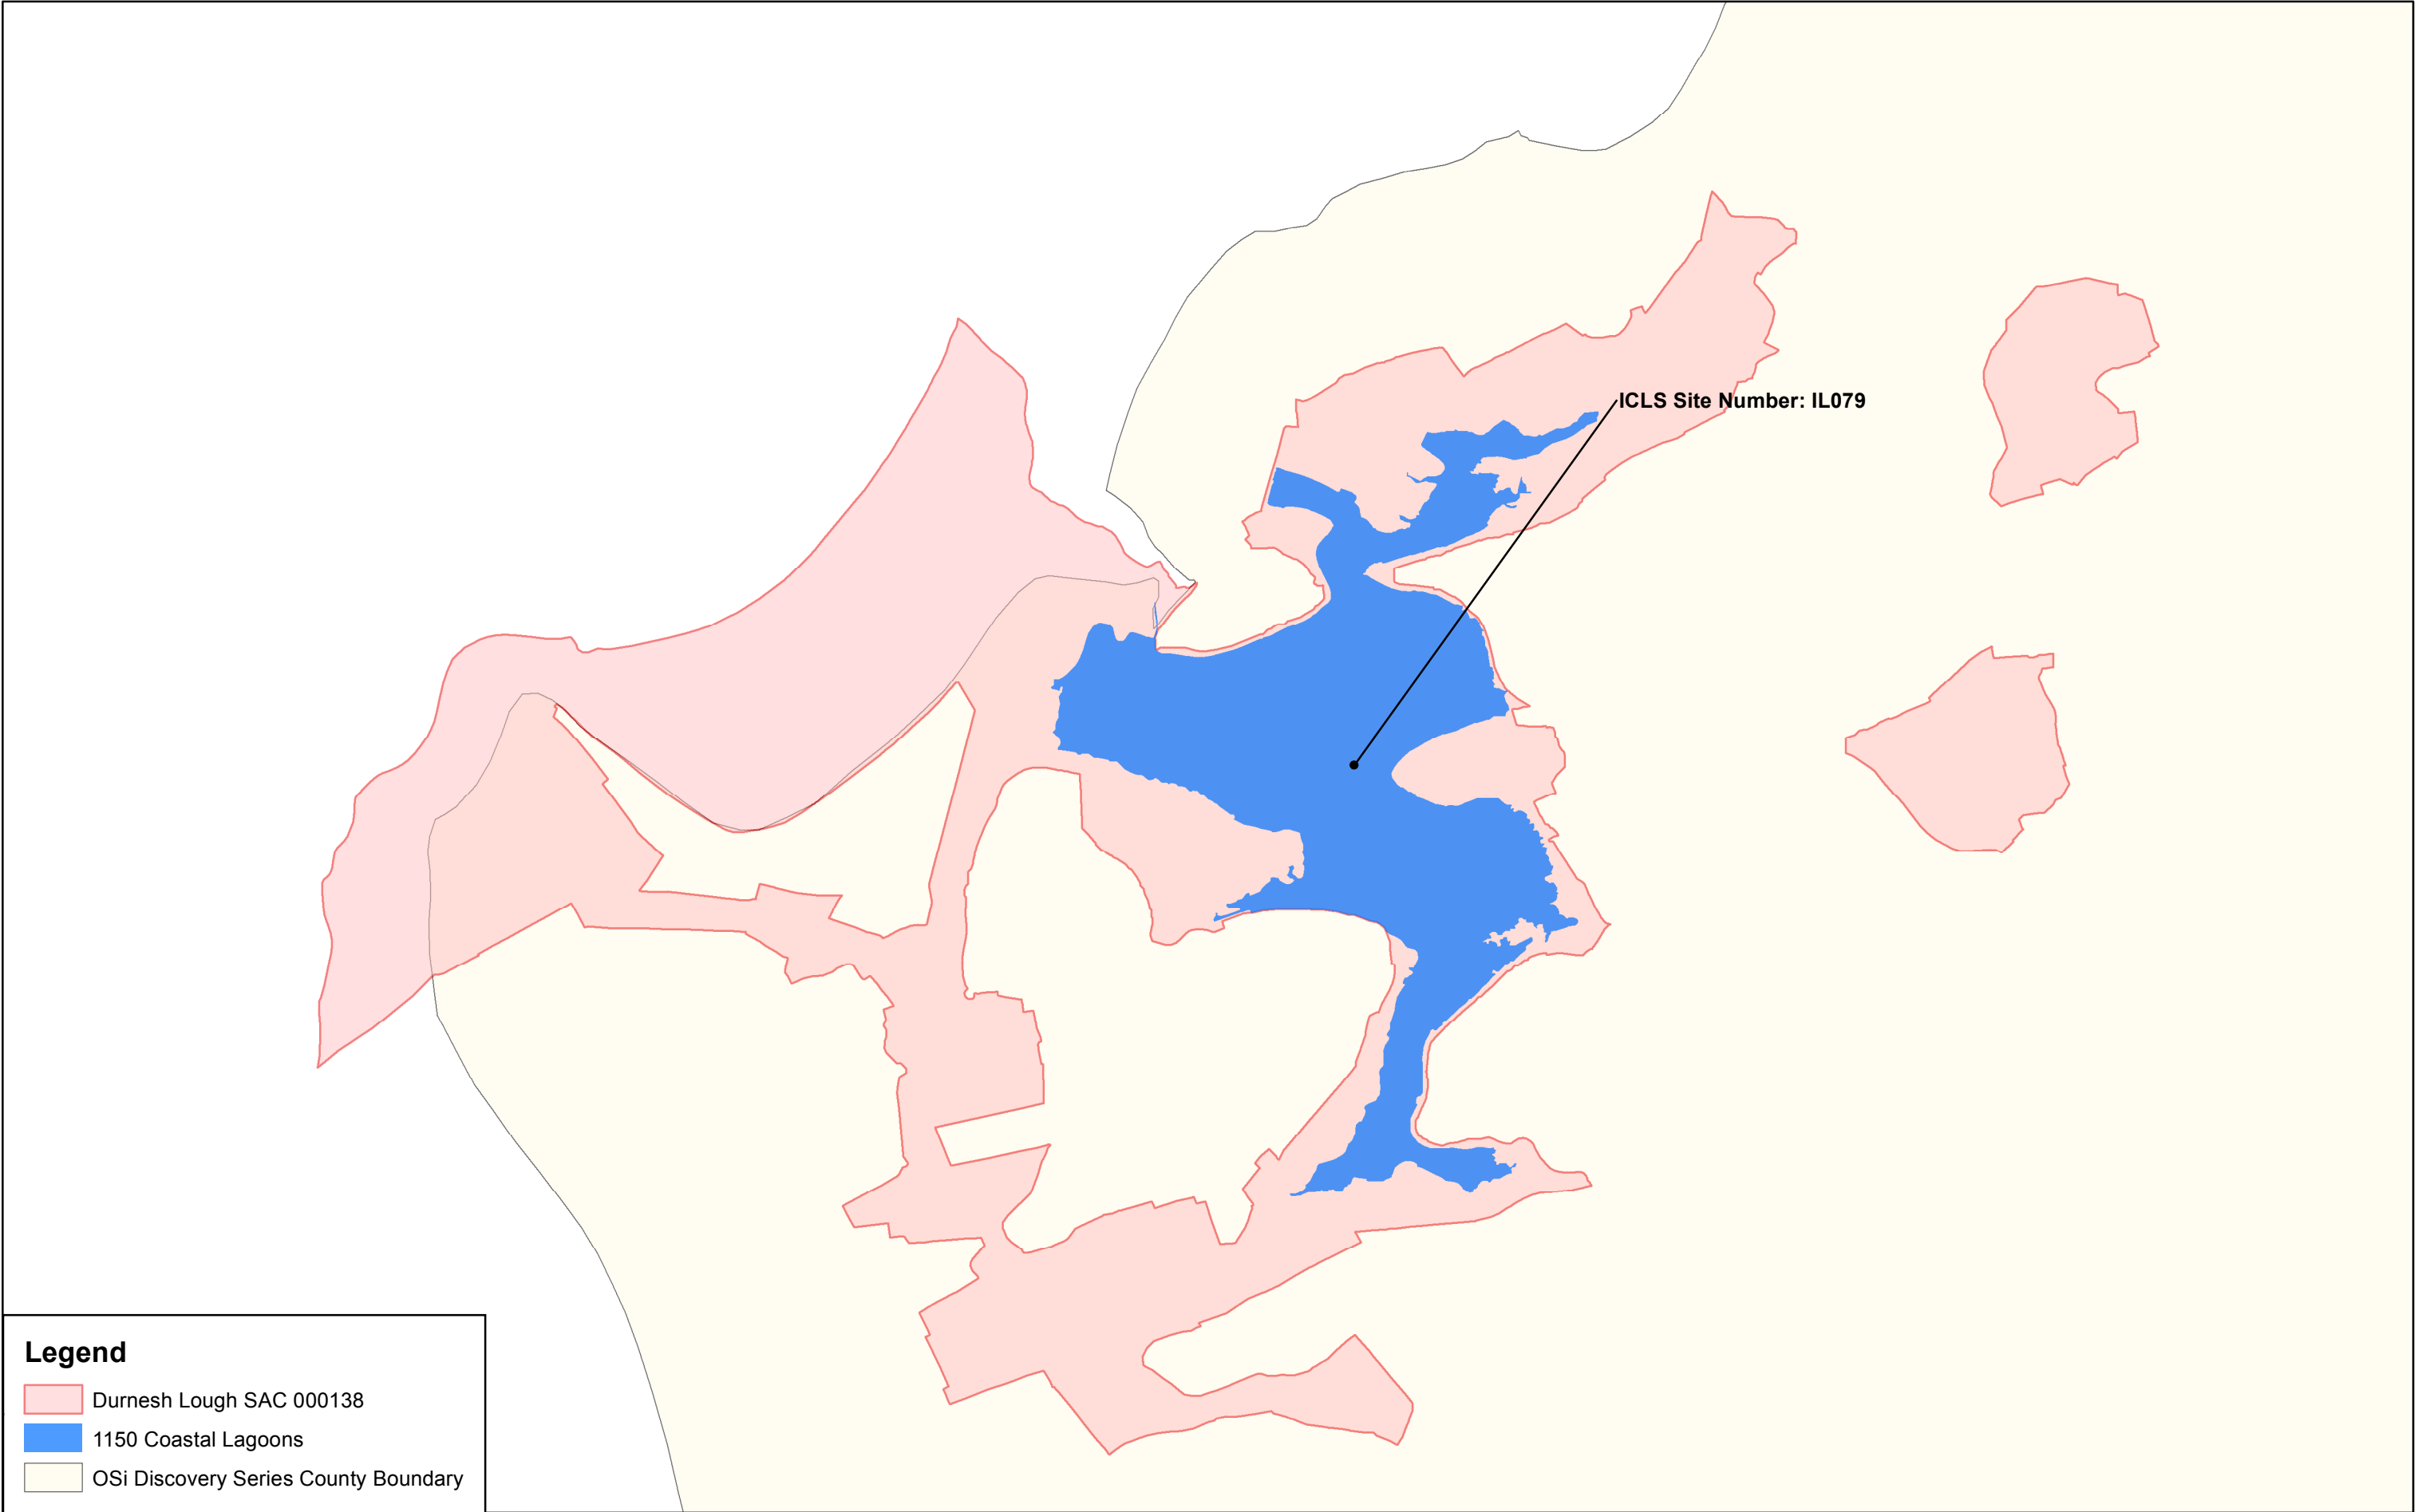 ICLS Site Number: IL079
Legend
Durnesh Lough SAC 000138
1150 Coastal Lagoons
OSi Discovery Series County Boundary